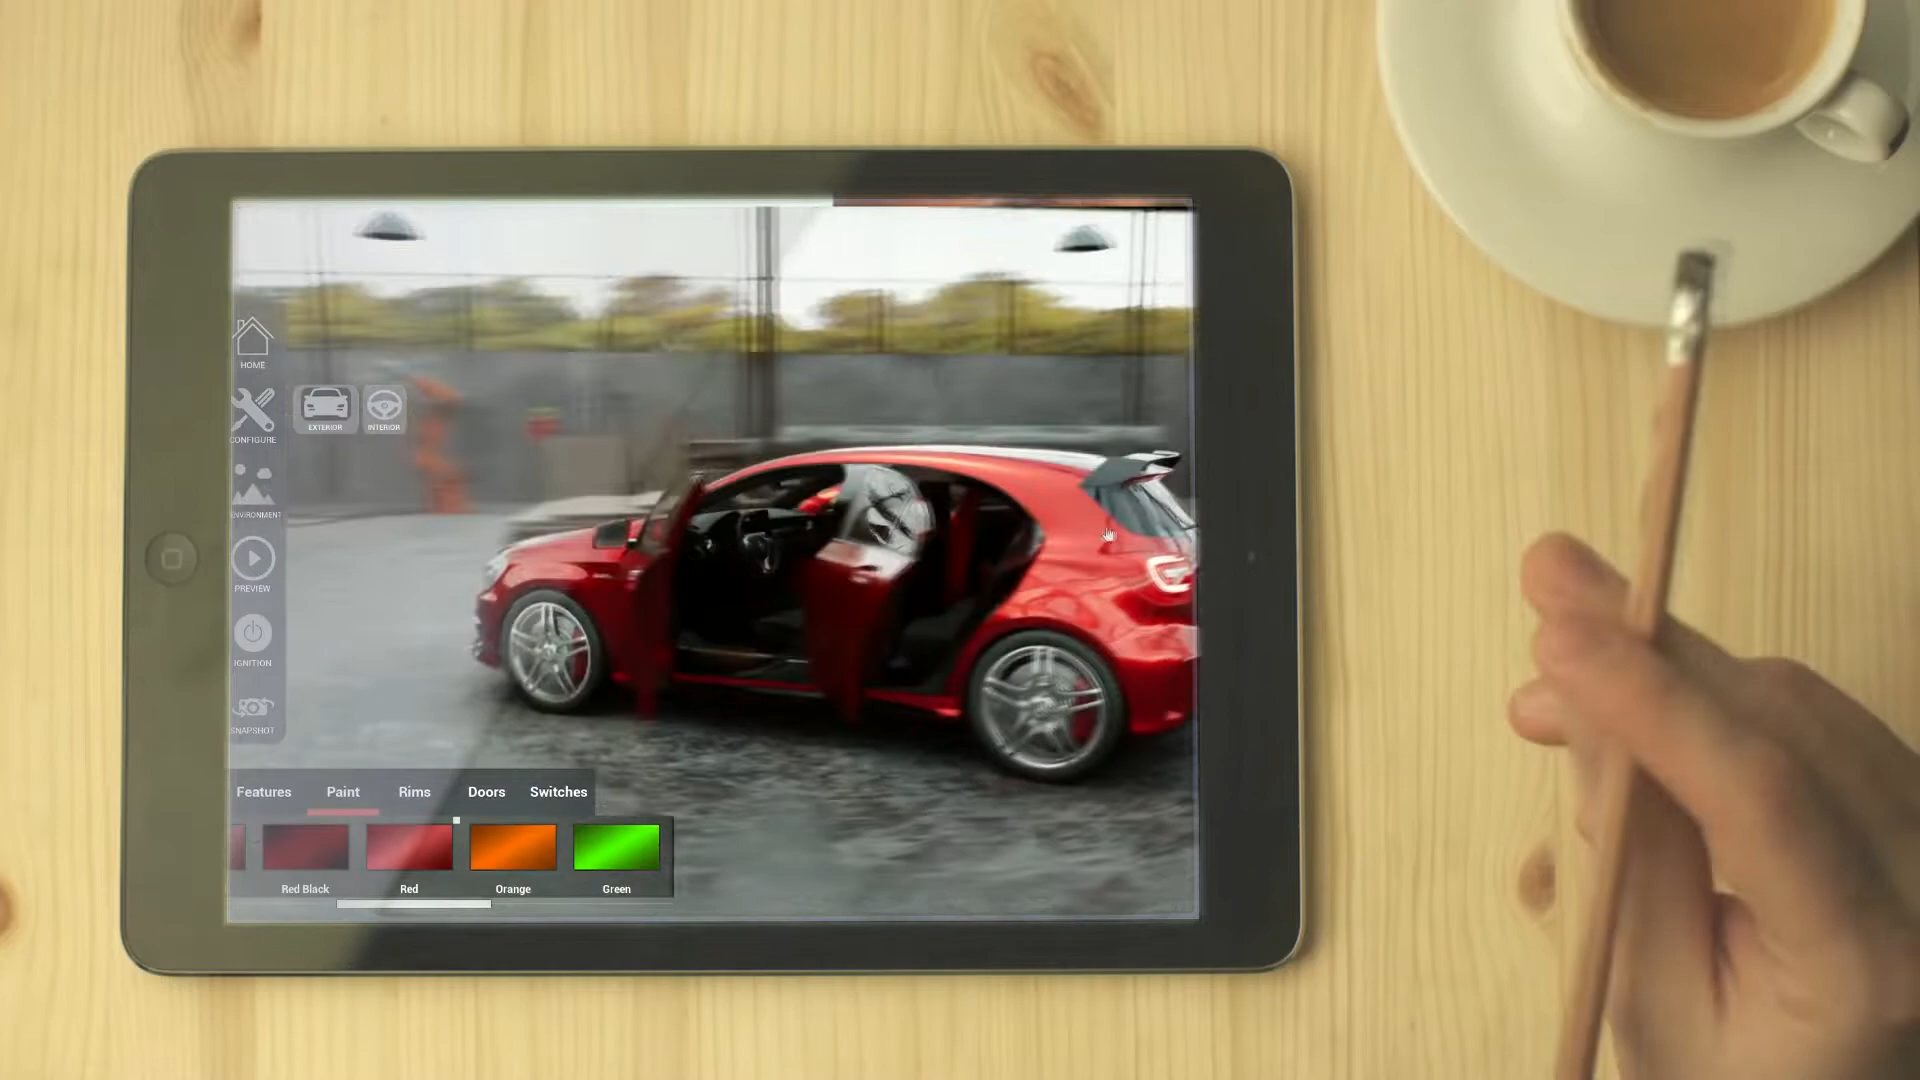 HOME
CONFIGURE
EXTERIOR
INTERIOR
ENVIRONMENT
PREVIEW
IGNITION
SNAPSHOT
Features Paint Rims Doors Switches
Red Black Red Orange Green